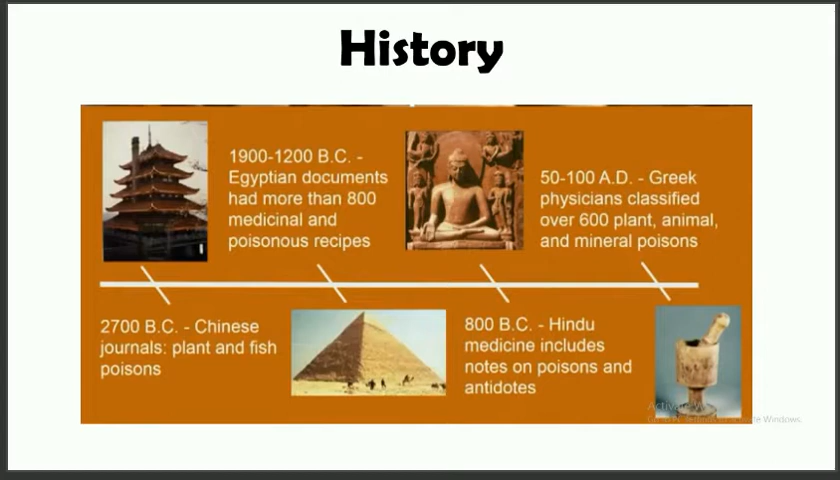 History
1900-1200 B.C. -
Egyptian documents
had more than 800
medicinal and
poisonous recipes
50-100 A.D. - Greek
physicians classified
over 600 plant, animal,
and mineral poisons
2700 B.C. - Chinese
journals: plant and fish
poisons
800 B.C. - Hindu
medicine includes
notes on poisons and
antidotes
Activate
Windows.